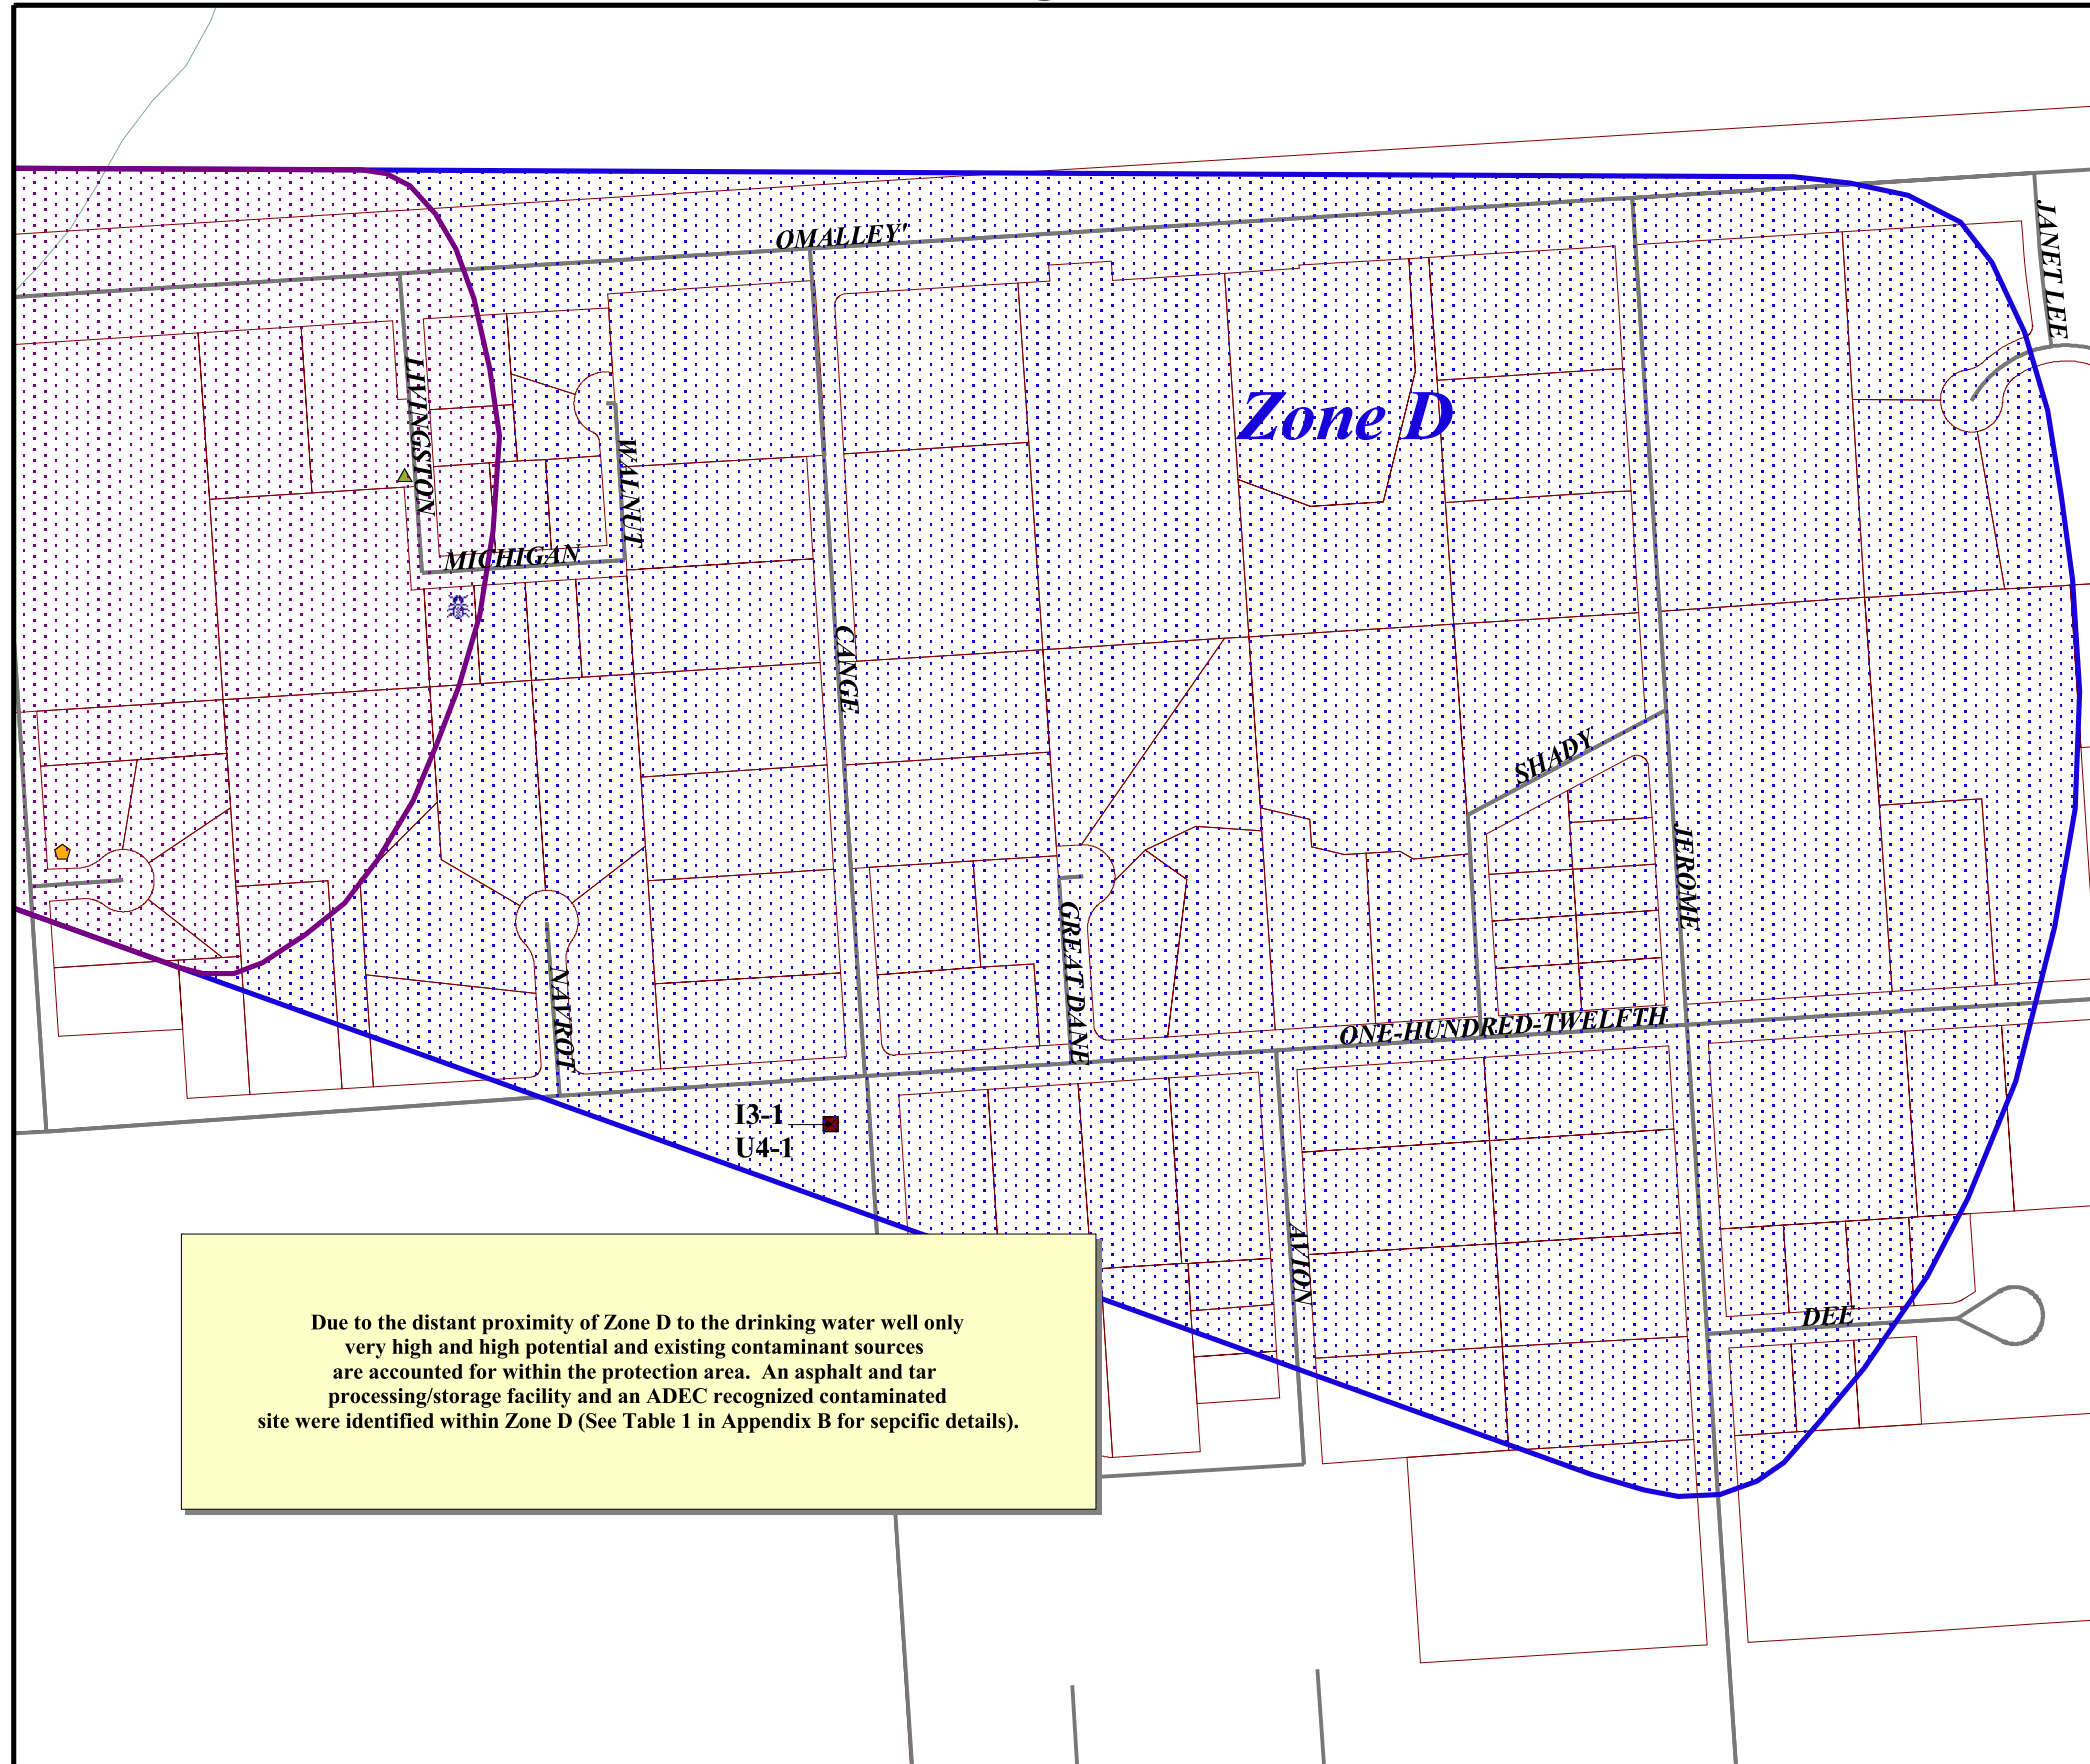 OMALLEY'
JANET LEE
LIVINGSTON
Zone D
WALNUT
MICHIGAN
CANGE
SHADY
JEROME
GREAT DANE
NAVROT
ONE-HUNDRED-TWELFTH
I3-1
U4-1
AVION
DEE
Due to the distant proximity of Zone D to the drinking water well only
very high and high potential and existing contaminant sources
are accounted for within the protection area. An asphalt and tar
processing/storage facility and an ADEC recognized contaminated
site were identified within Zone D (See Table 1 in Appendix B for sepcific details).